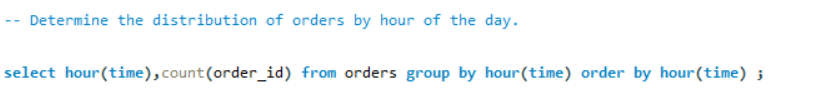 -- Determine the distribution of orders by hour of the day.
select hour(time),count(order_id) from orders group by hour(time) order by hour(time) ;